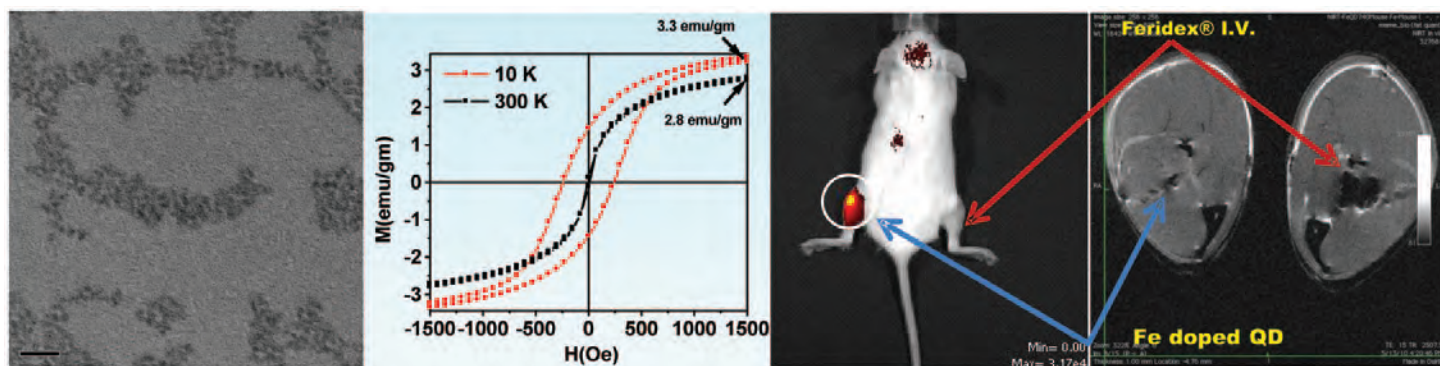 3.3 emu/gm
10 K
300 K
2.8 emu/gm
M(emu/gm)
3
2
1
0
-1
-2
-3
-1500 -1000 -500 0 500 1000 1500
H(Oe)
Min= 0.00
Max= 3.17e4
Feridex® I.V.
Fe doped QD